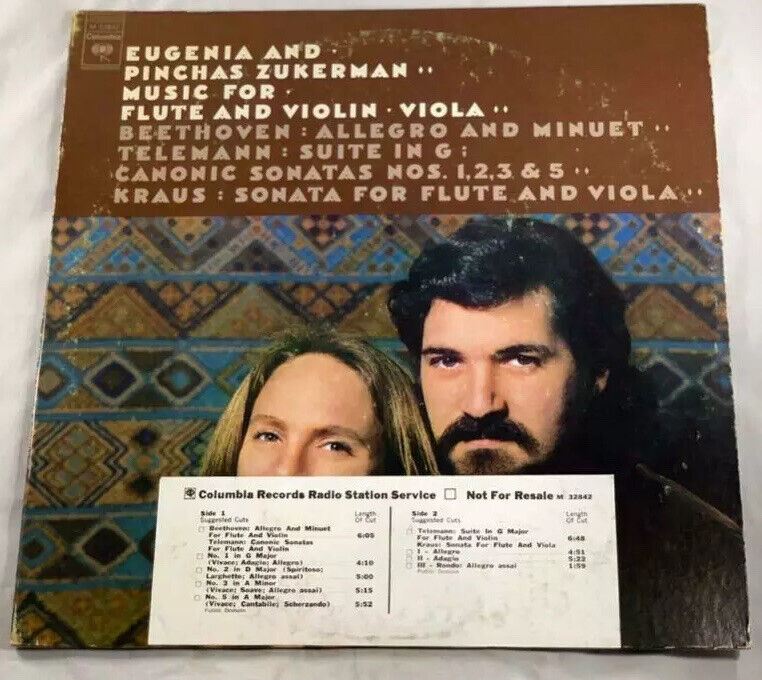 M 32842
Columbia
EUGENIA AND ·
PINCHAS ZUKERMAN ··
MUSIC FOR ·
FLUTE AND VIOLIN · VIOLA ··
BEETHOVEN : ALLEGRO AND MINUET ··
TELEMANN : SUITE IN G :
CANONIC SONATAS NOS. 1, 2, 3 & 5 ··
KRAUS : SONATA FOR FLUTE AND VIOLA ··
Columbia Records Radio Station Service Not For Resale M 32842
Side 1 Length
Suggested Cuts Of Cut
Beethoven: Allegro And Minuet
For Flute And Violin 6:05
Telemann: Canonic Sonatas
For Flute And Violin
No. 1 in G Major
(Vivace; Adagio; Allegro) 4:10
No. 2 in D Major (Spiritoso;
Larghetto; Allegro assai) 5:00
No. 3 in A Minor
(Vivace; Soave; Allegro assai) 5:15
No. 5 in A Major
(Vivace; Cantabile; Scherzando) 5:52
Public Domain
Side 2 Length
Suggested Cuts Of Cut
Telemann: Suite In G Major
For Flute And Violin 6:48
Kraus: Sonata For Flute And Viola
I - Allegro 4:51
II - Adagio 5:22
III - Rondo: Allegro assai 1:59
Public Domain